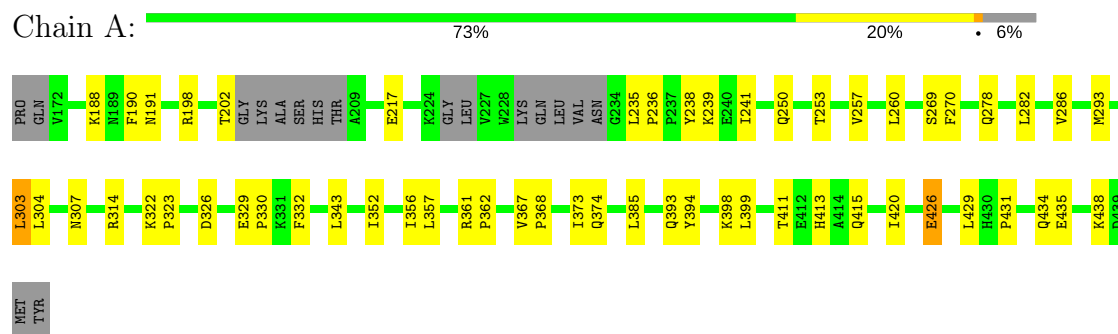 Chain A:
73% 20% • 6%
PRO GLN V172 K188 N189 F190 N191 R198 T202 GLY LYS ALA SER HIS THR A209 E217 K224 GLY LEU V227 W228 LYS GLN LEU VAL ASN G234 L235 P236 P237 Y238 K239 E240 I241 Q250 T253 V257 L260 S269 F270 Q278 L282 V286 M293
L303 L304 N307 R314 K322 P323 D326 E329 P330 K331 F332 L343 I352 I356 L357 R361 P362 V367 P368 I373 Q374 L385 Q393 Y394 K398 L399 T411 E412 H413 A414 Q415 I420 E426 L429 H430 P431 Q434 E435 K438 D439
MET TYR